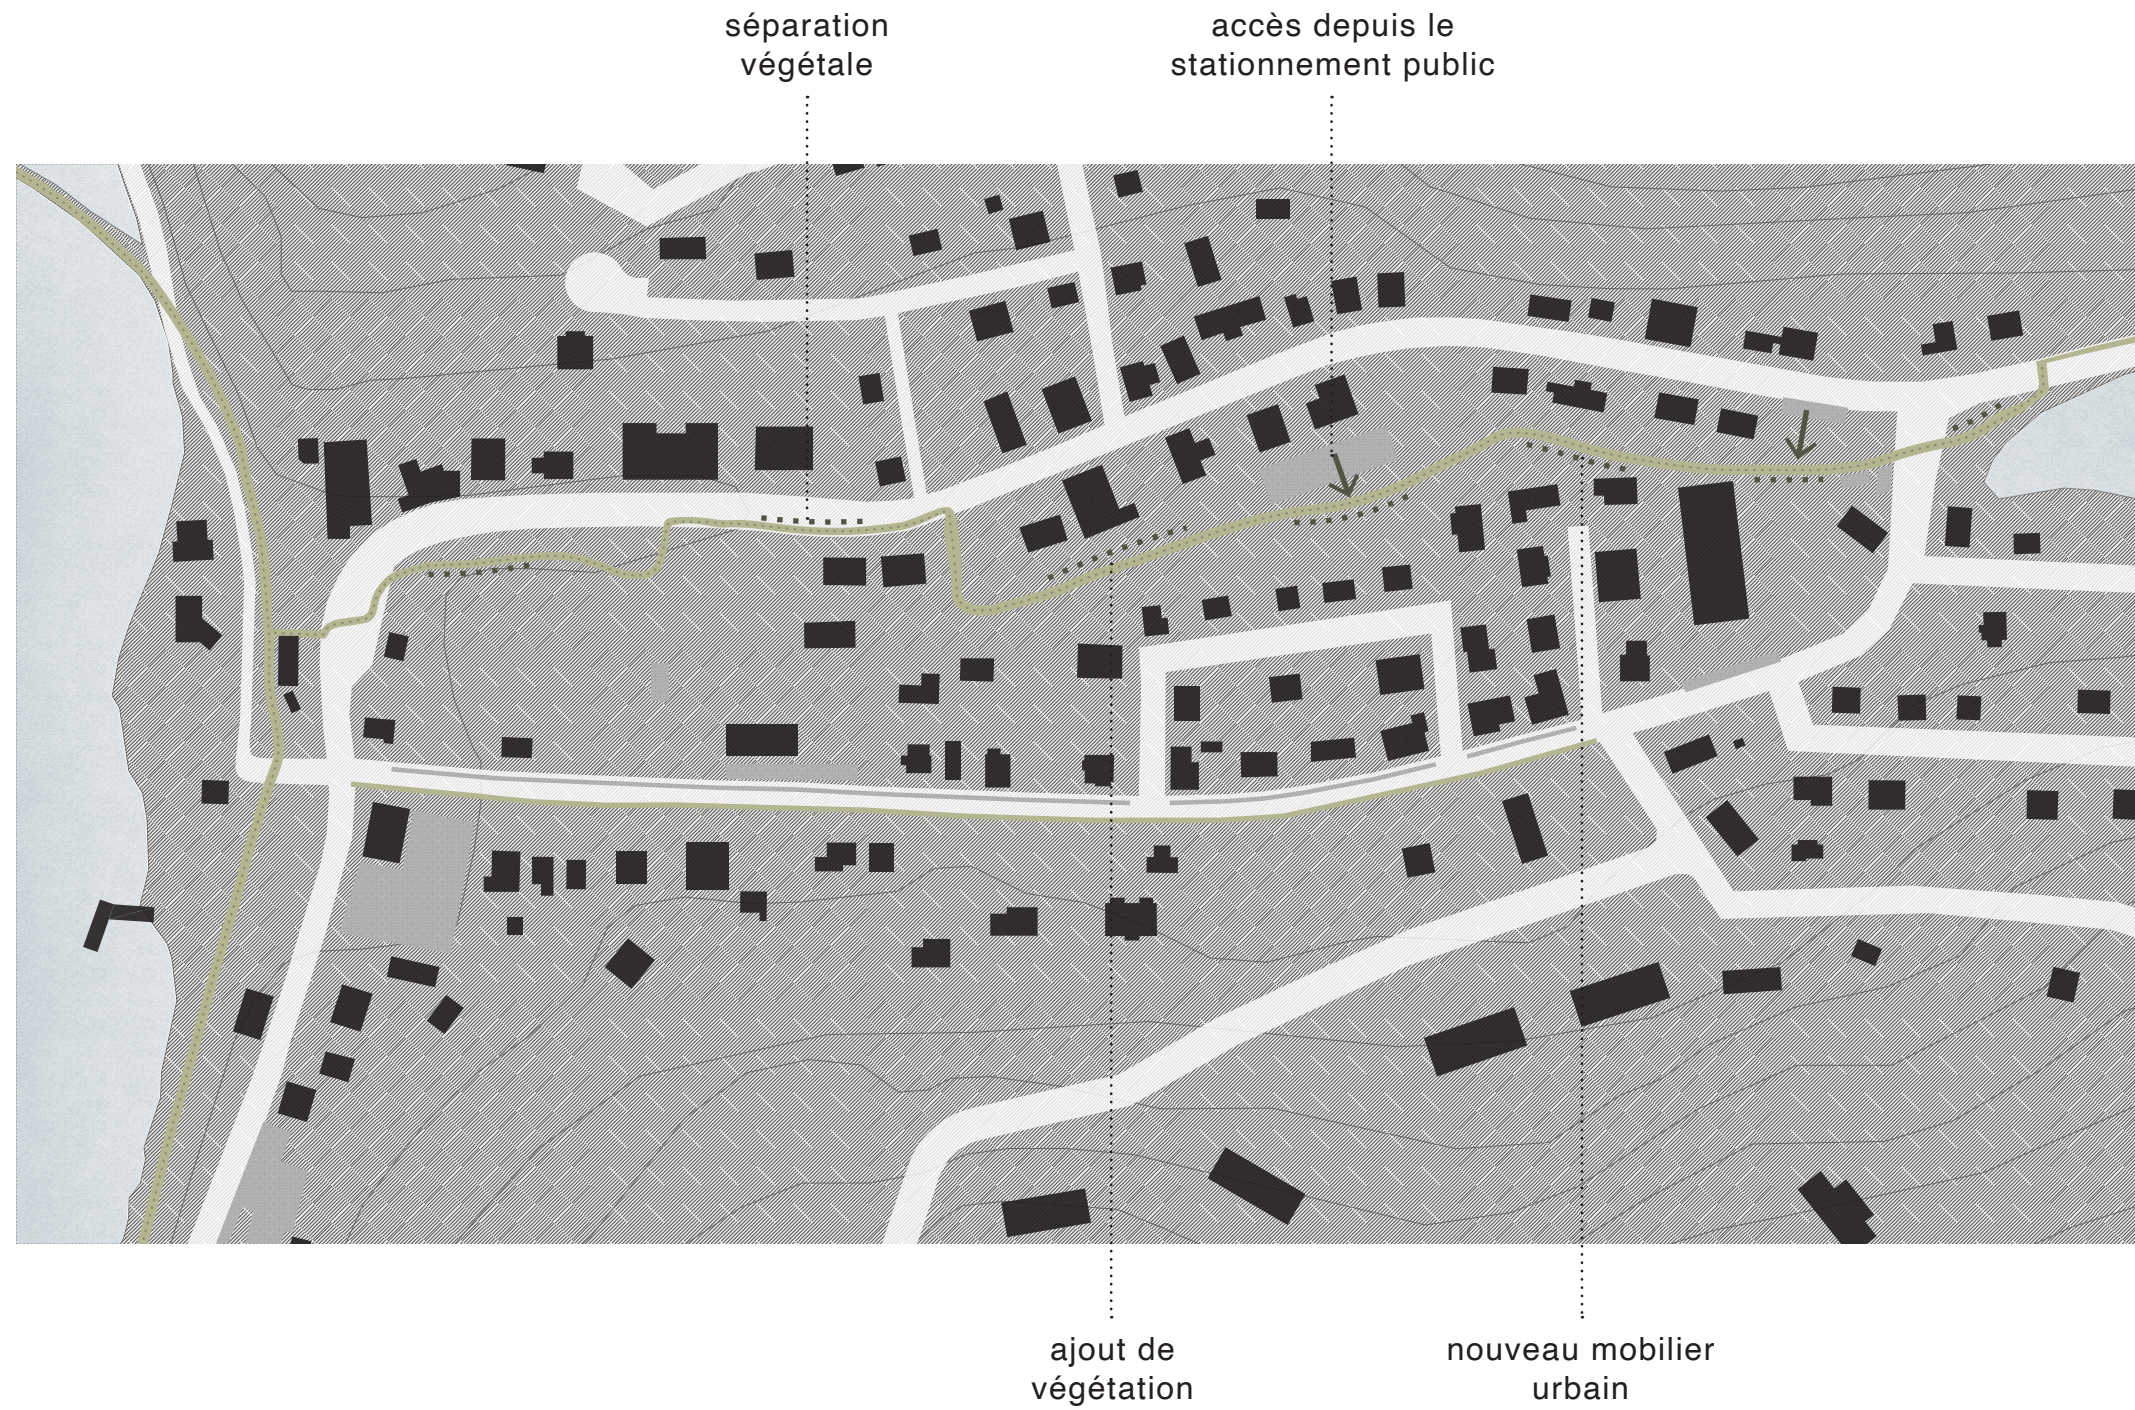 séparation
végétale
accès depuis le
stationnement public
ajout de
végétation
nouveau mobilier
urbain